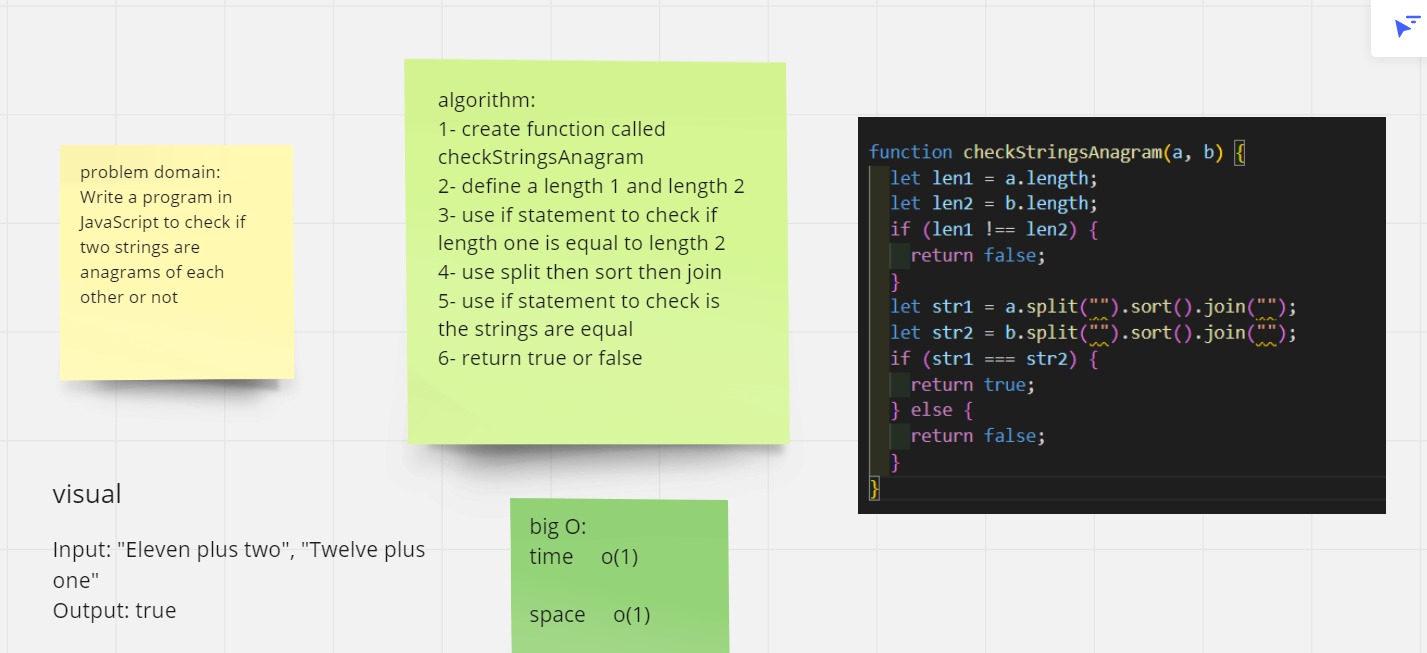 problem domain:
Write a program in
JavaScript to check if
two strings are
anagrams of each
other or not
algorithm:
1- create function called
checkStringsAnagram
2- define a length 1 and length 2
3- use if statement to check if
length one is equal to length 2
4- use split then sort then join
5- use if statement to check is
the strings are equal
6- return true or false
function checkStringsAnagram(a, b) {
let len1 = a.length;
let len2 = b.length;
if (len1 !== len2) {
return false;
}
let str1 = a.split("").sort().join("");
let str2 = b.split("").sort().join("");
if (str1 === str2) {
return true;
} else {
return false;
}
}
visual
Input: "Eleven plus two", "Twelve plus
one"
Output: true
big O:
time o(1)
space o(1)